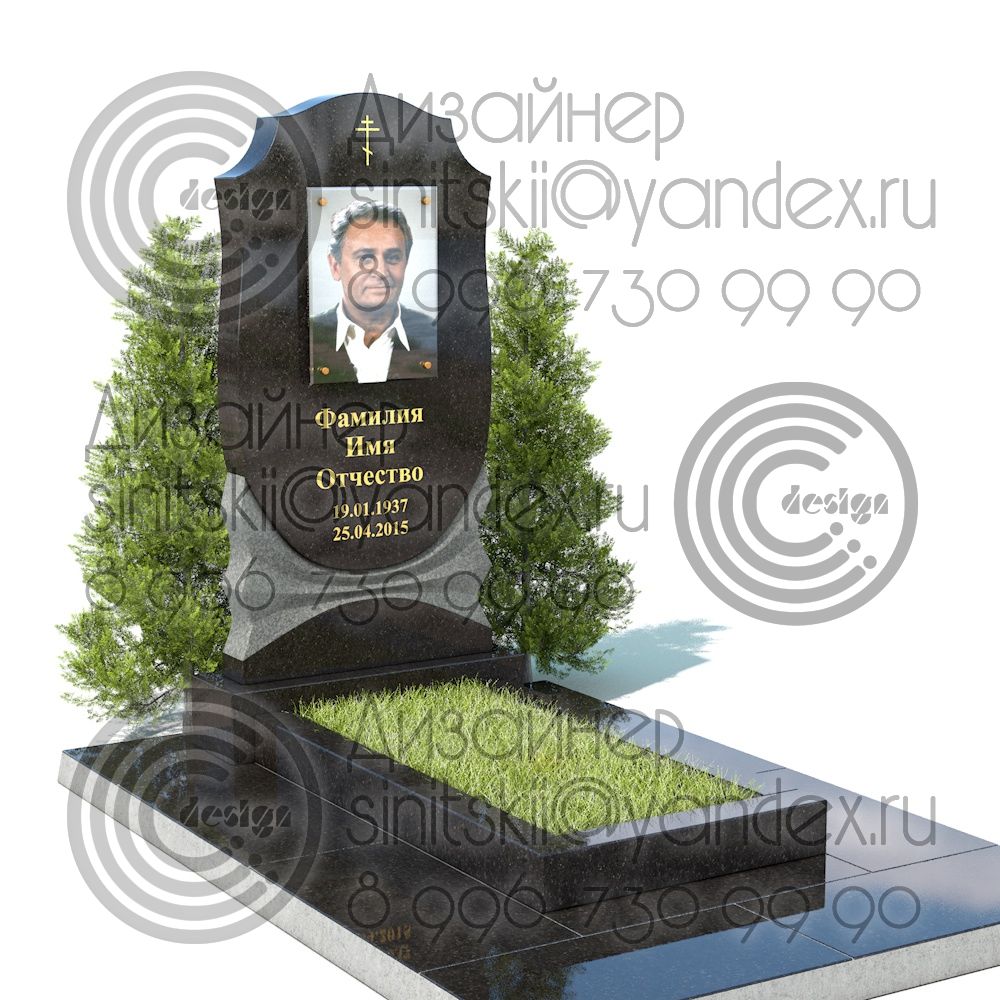 Дизайнер
sinitskii@yandex.ru
8 996 730 99 90
design
Фамилия
Имя
Отчество
19.01.1937
25.04.2015
Дизайнер
sinitskii@yandex.ru
8 996 730 99 90
design
Дизайнер
sinitskii@yandex.ru
8 996 730 99 90
design